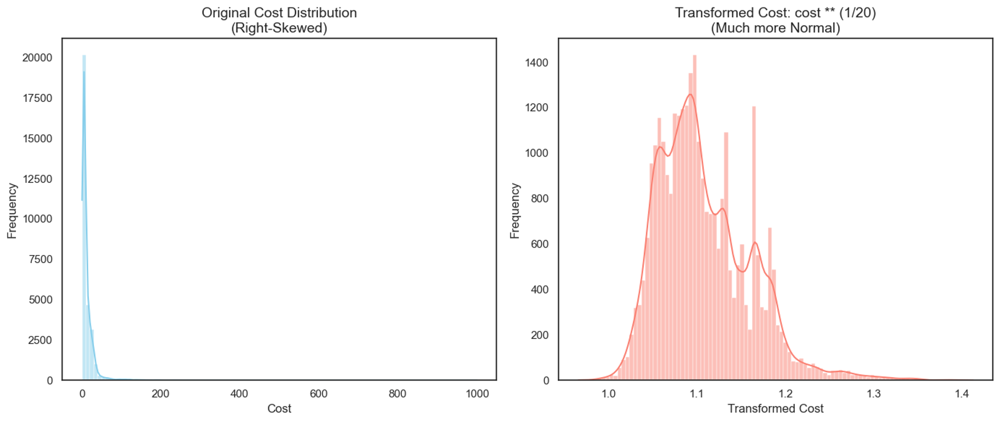 Original Cost Distribution
(Right-Skewed)
20000
17500
15000
12500
10000
7500
5000
2500
0
Frequency
0 200 400 600 800 1000
Cost
Transformed Cost: cost ** (1/20)
(Much more Normal)
1400
1200
1000
800
600
400
200
0
Frequency
1.0 1.1 1.2 1.3 1.4
Transformed Cost